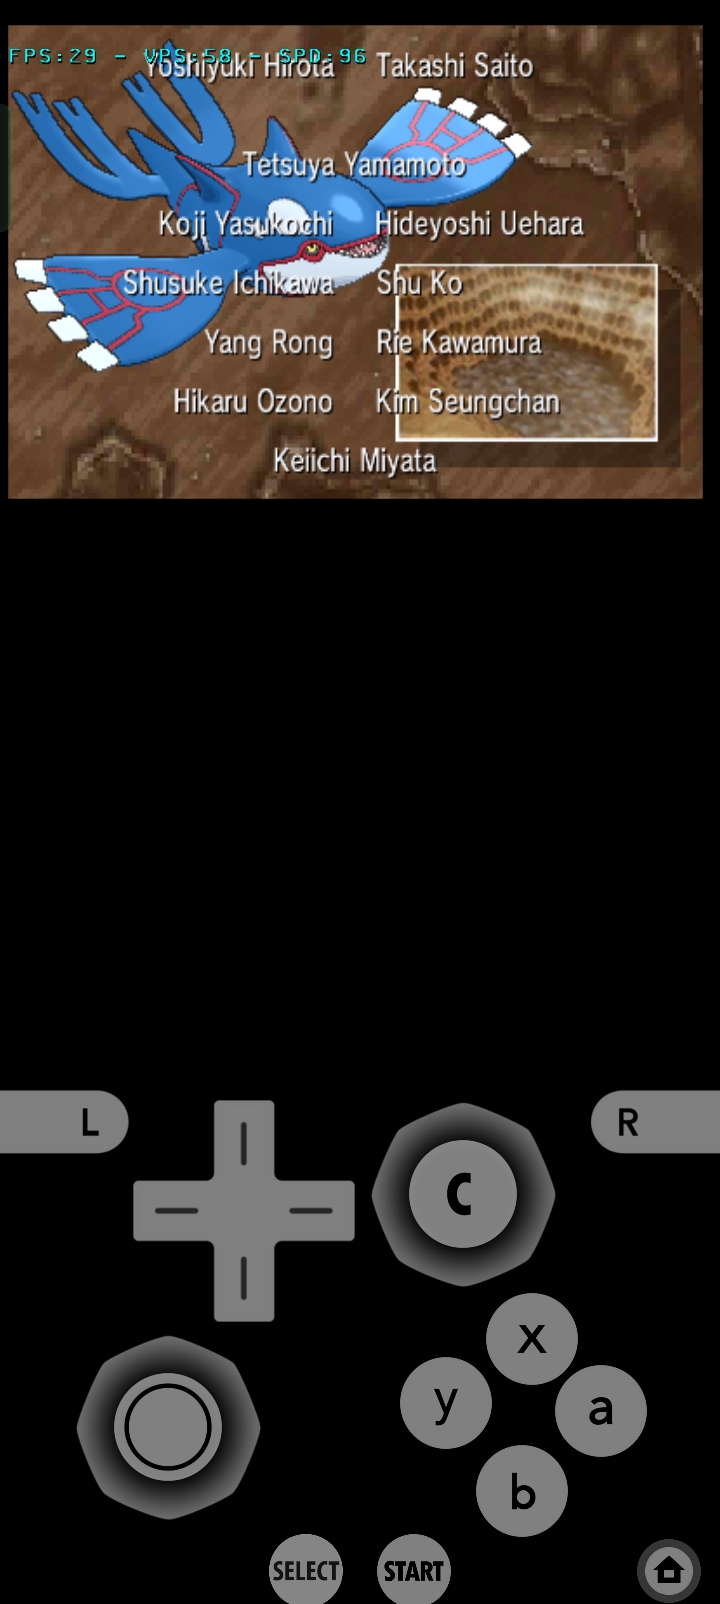 FPS:29 - VPS:58 - SPD:96
Yoshiyuki Hirota Takashi Saito
Tetsuya Yamamoto
Koji Yasukochi Hideyoshi Uehara
Shusuke Ichikawa Shu Ko
Yang Rong Rie Kawamura
Hikaru Ozono Kim Seungchan
Keiichi Miyata
L R
C
x
y a
b
SELECT START